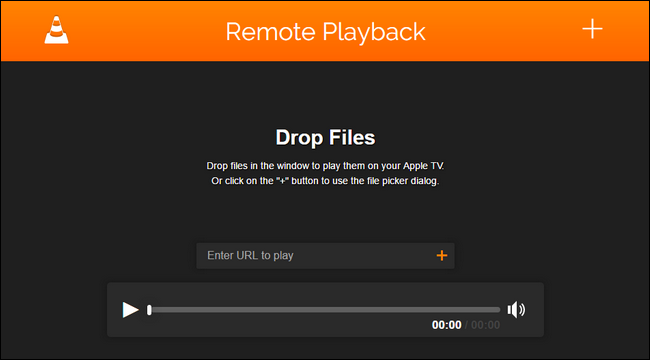 Remote Playback
Drop Files
Drop files in the window to play them on your Apple TV.
Or click on the "+" button to use the file picker dialog.
Enter URL to play
00:00 / 00:00